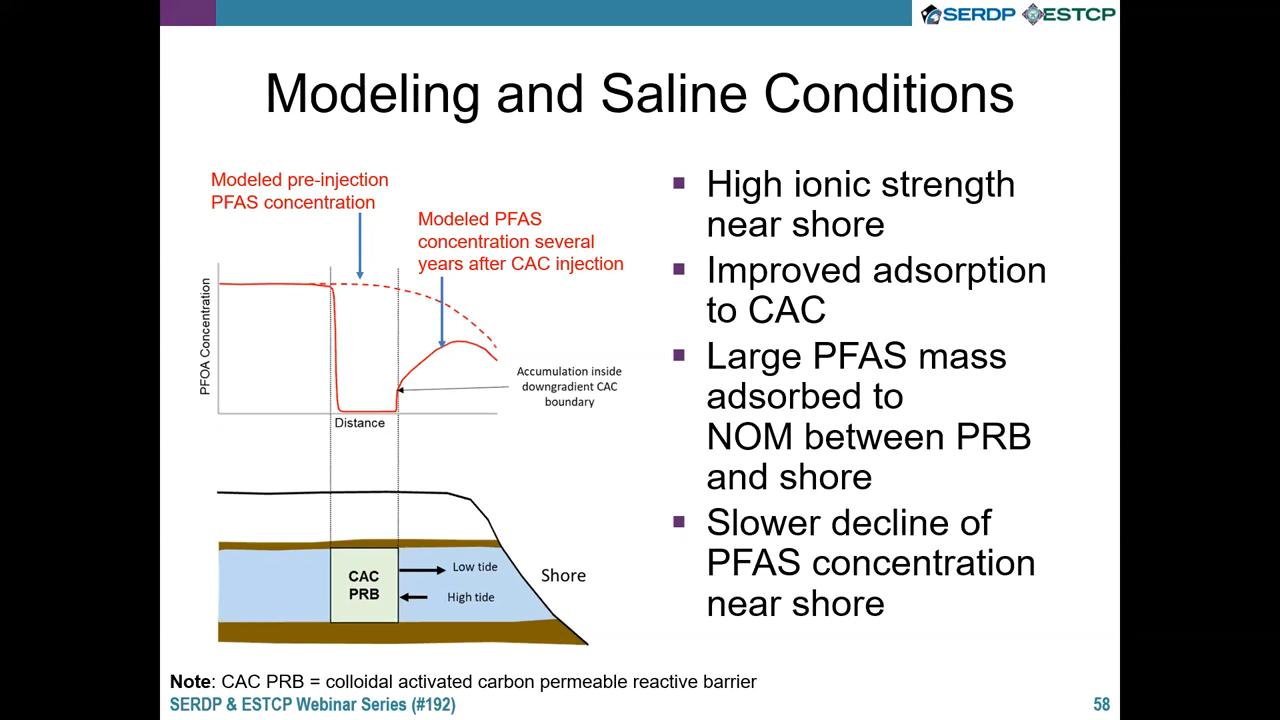 SERDP ESTCP
Modeling and Saline Conditions
Modeled pre-injection
PFAS concentration
Modeled PFAS
concentration several
years after CAC injection
PFOA Concentration
Accumulation inside
downgradient CAC
boundary
Distance
CAC
PRB
Low tide
High tide
Shore
▪ High ionic strength
near shore
▪ Improved adsorption
to CAC
▪ Large PFAS mass
adsorbed to
NOM between PRB
and shore
▪ Slower decline of
PFAS concentration
near shore
Note: CAC PRB = colloidal activated carbon permeable reactive barrier
SERDP & ESTCP Webinar Series (#192)
58